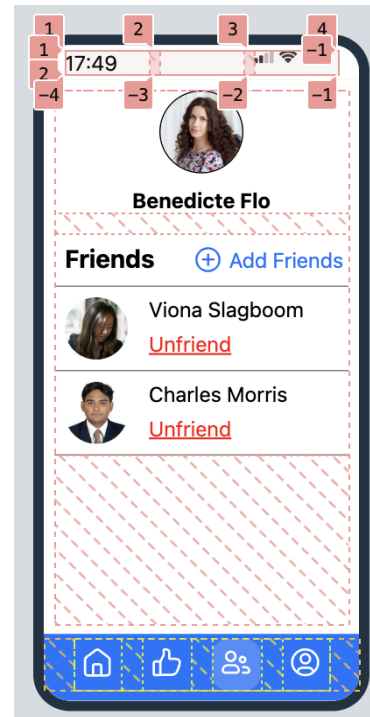 1 2 3 4
1 –1
17:49
2
–4 –3 –2 –1
Benedicte Flo
Friends Add Friends
Viona Slagboom
Unfriend
Charles Morris
Unfriend